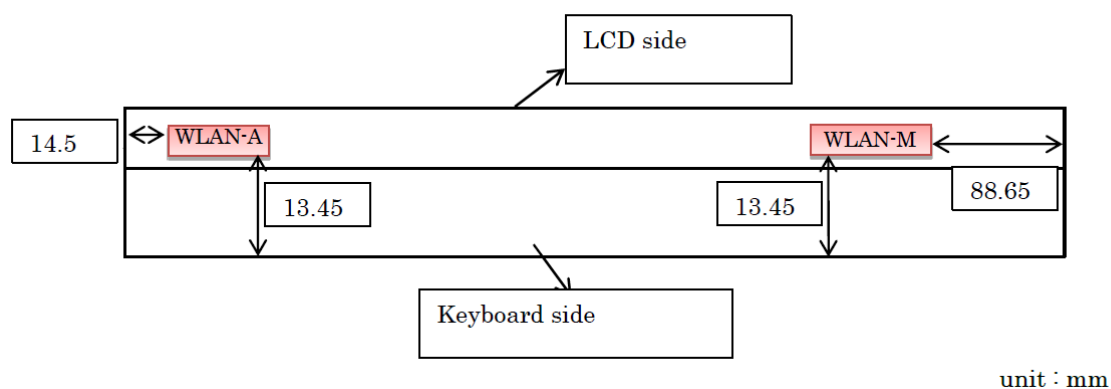 LCD side
14.5
WLAN-A
WLAN-M
13.45
13.45
88.65
Keyboard side
unit : mm